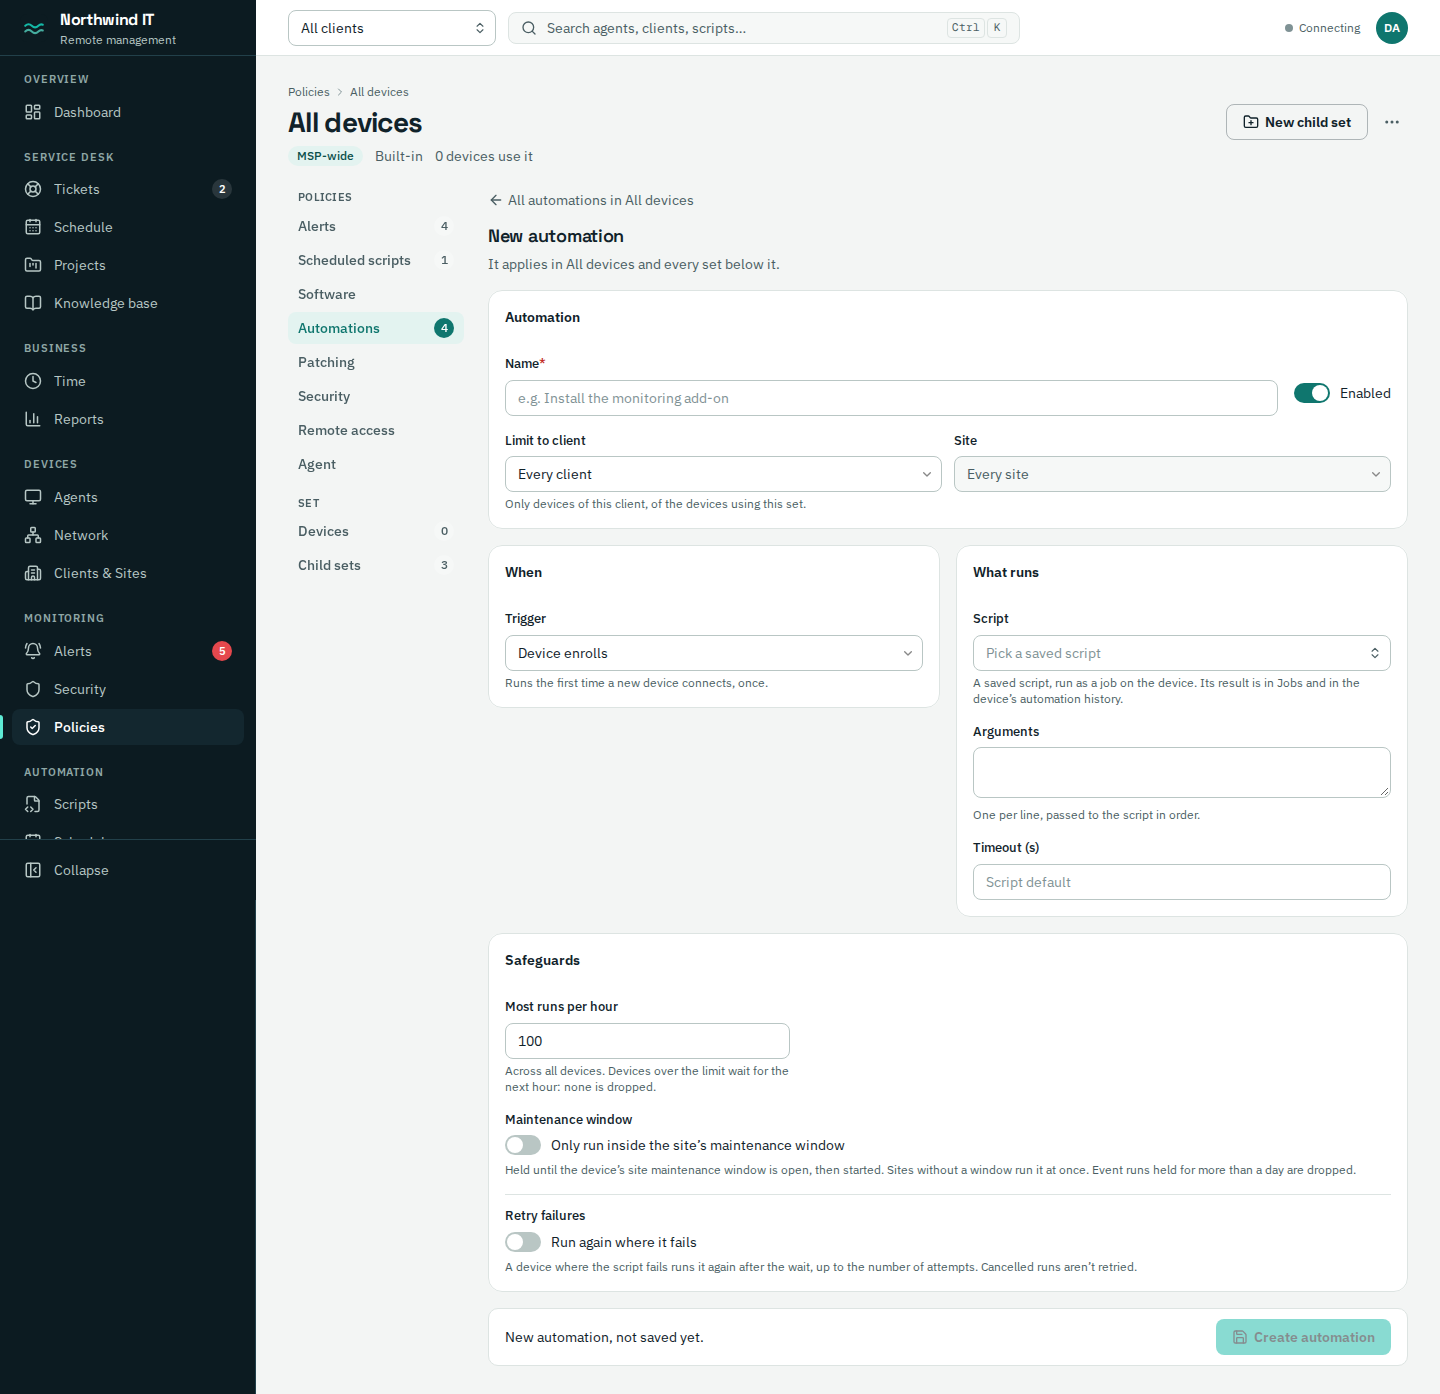 Northwind IT
Remote management
OVERVIEW
Dashboard
SERVICE DESK
Tickets 2
Schedule
Projects
Knowledge base
BUSINESS
Time
Reports
DEVICES
Agents
Network
Clients & Sites
MONITORING
Alerts 5
Security
Policies
AUTOMATION
Scripts
Collapse
All clients
Search agents, clients, scripts...
Ctrl K
Connecting
DA
Policies > All devices
All devices
MSP-wide Built-in 0 devices use it
New child set
POLICIES
Alerts 4
Scheduled scripts 1
Software
Automations 4
Patching
Security
Remote access
Agent
SET
Devices 0
Child sets 3
All automations in All devices
New automation
It applies in All devices and every set below it.
Automation
Name*
e.g. Install the monitoring add-on
Enabled
Limit to client
Every client
Only devices of this client, of the devices using this set.
Site
Every site
When
Trigger
Device enrolls
Runs the first time a new device connects, once.
What runs
Script
Pick a saved script
A saved script, run as a job on the device. Its result is in Jobs and in the
device’s automation history.
Arguments
One per line, passed to the script in order.
Timeout (s)
Script default
Safeguards
Most runs per hour
100
Across all devices. Devices over the limit wait for the
next hour: none is dropped.
Maintenance window
Only run inside the site’s maintenance window
Held until the device’s site maintenance window is open, then started. Sites without a window run it at once. Event runs held for more than a day are dropped.
Retry failures
Run again where it fails
A device where the script fails runs it again after the wait, up to the number of attempts. Cancelled runs aren’t retried.
New automation, not saved yet.
Create automation